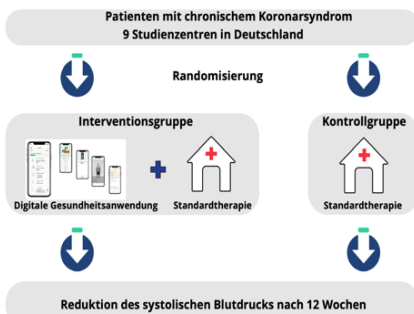 Patienten mit chronischem Koronarsyndrom
9 Studienzentren in Deutschland
Randomisierung
Interventionsgruppe
Kontrollgruppe
Digitale Gesundheitsanwendung
Standardtherapie
Standardtherapie
Reduktion des systolischen Blutdrucks nach 12 Wochen